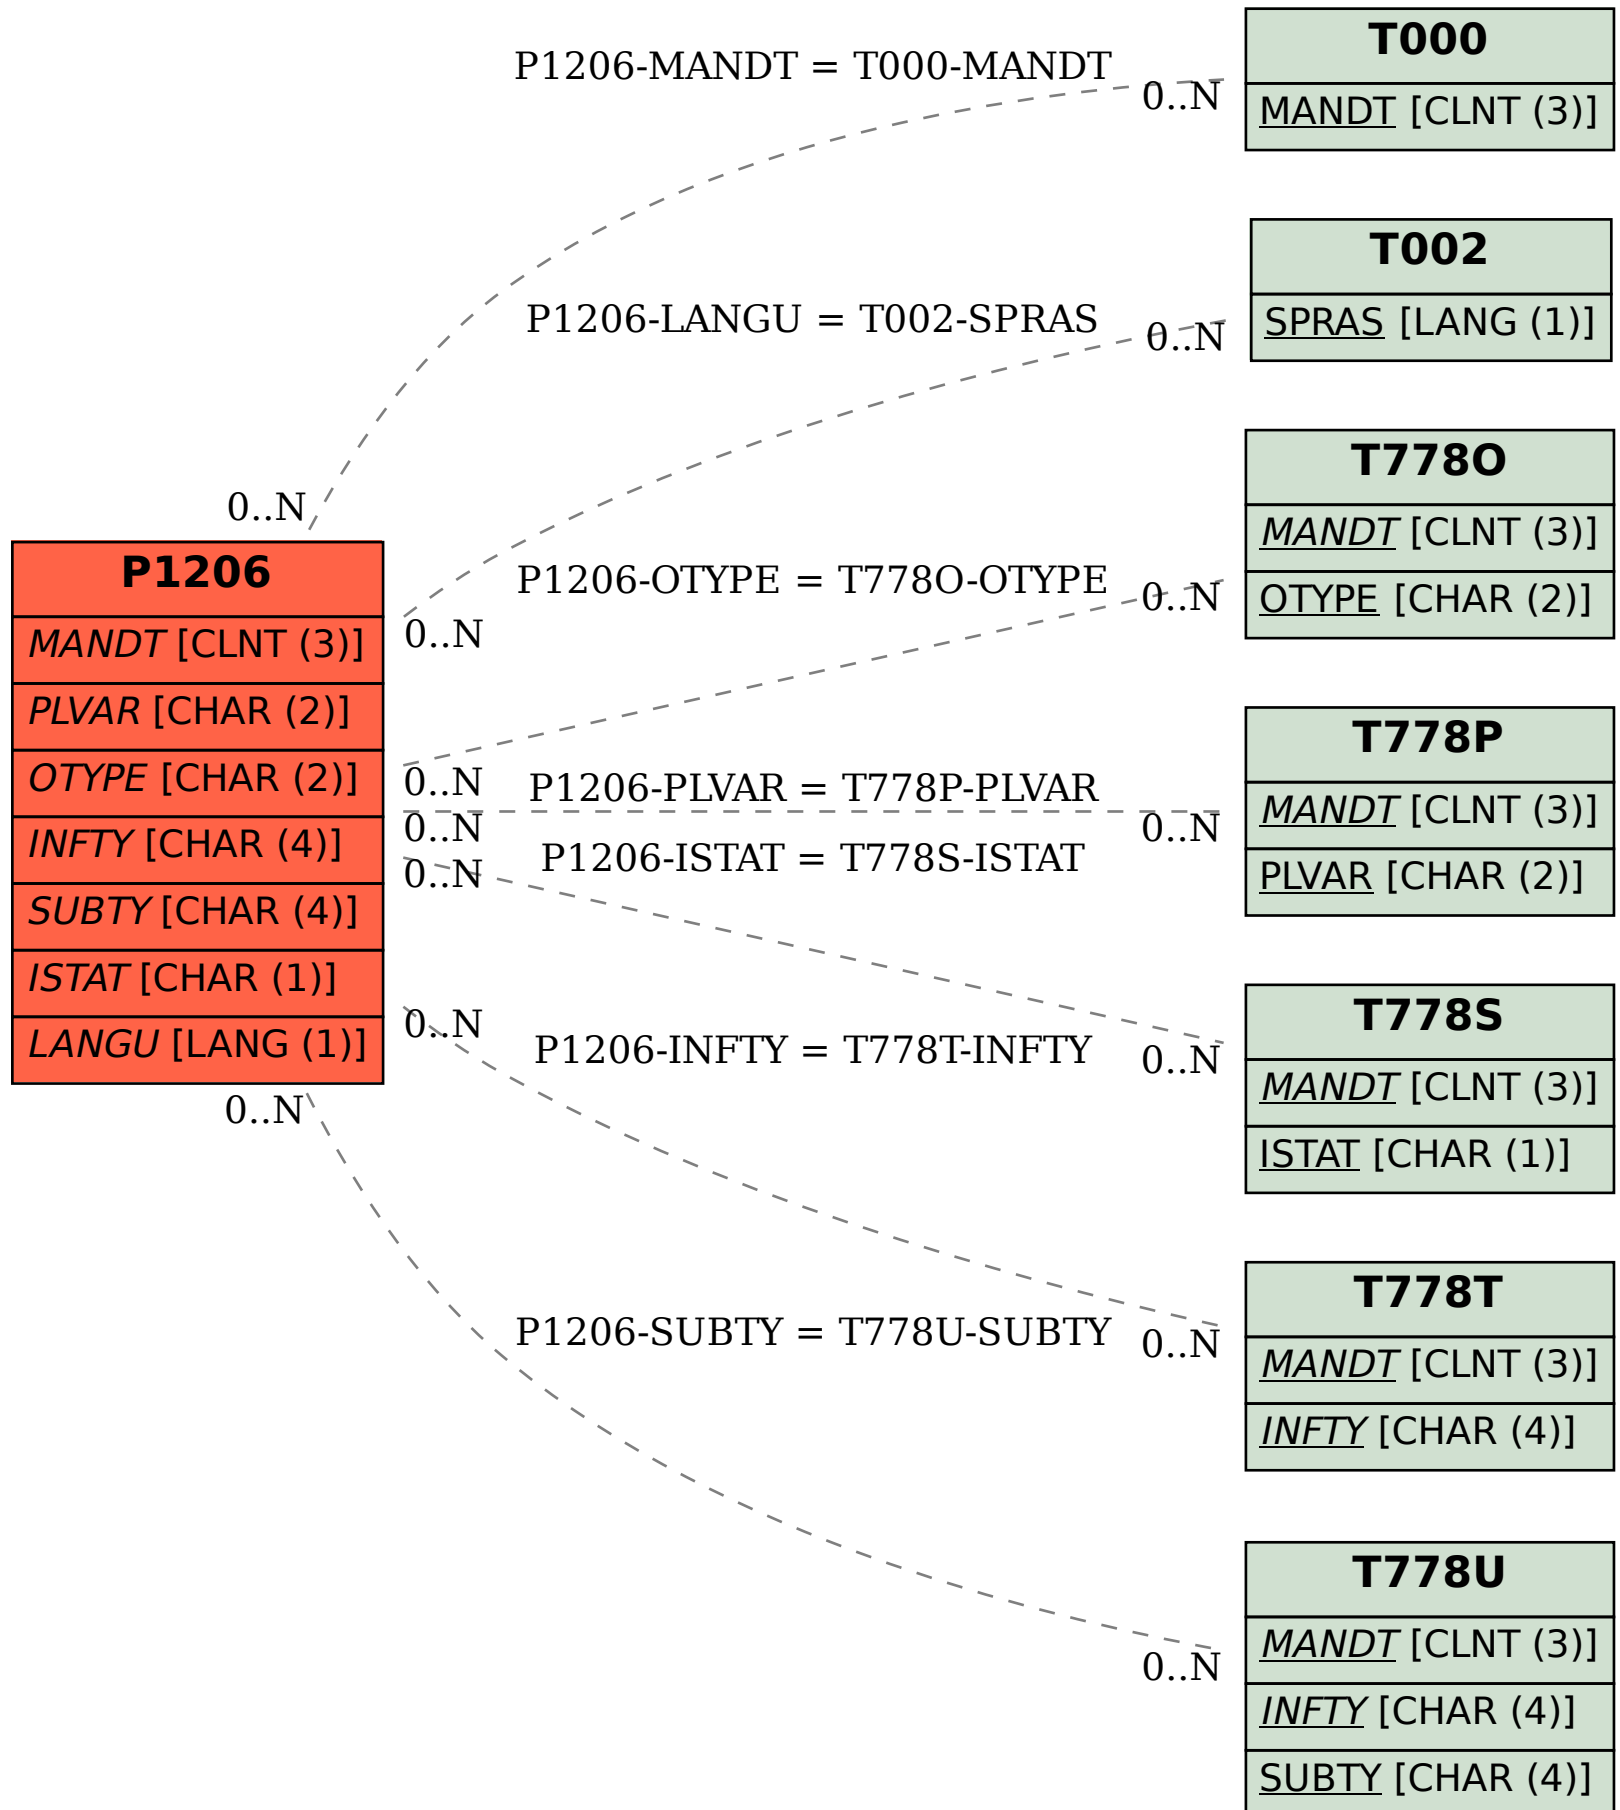 T000
MANDT [CLNT (3)]
P1206-MANDT = T000-MANDT
0..N
0..N
T002
SPRAS [LANG (1)]
P1206-LANGU = T002-SPRAS
0..N
0..N
T778O
MANDT [CLNT (3)]
OTYPE [CHAR (2)]
P1206-OTYPE = T778O-OTYPE
0..N
0..N
P1206
MANDT [CLNT (3)]
PLVAR [CHAR (2)]
OTYPE [CHAR (2)]
INFTY [CHAR (4)]
SUBTY [CHAR (4)]
ISTAT [CHAR (1)]
LANGU [LANG (1)]
T778P
MANDT [CLNT (3)]
PLVAR [CHAR (2)]
P1206-PLVAR = T778P-PLVAR
0..N
0..N
P1206-ISTAT = T778S-ISTAT
0..N
0..N
T778S
MANDT [CLNT (3)]
ISTAT [CHAR (1)]
P1206-INFTY = T778T-INFTY
0..N
0..N
T778T
MANDT [CLNT (3)]
INFTY [CHAR (4)]
P1206-SUBTY = T778U-SUBTY
0..N
0..N
T778U
MANDT [CLNT (3)]
INFTY [CHAR (4)]
SUBTY [CHAR (4)]